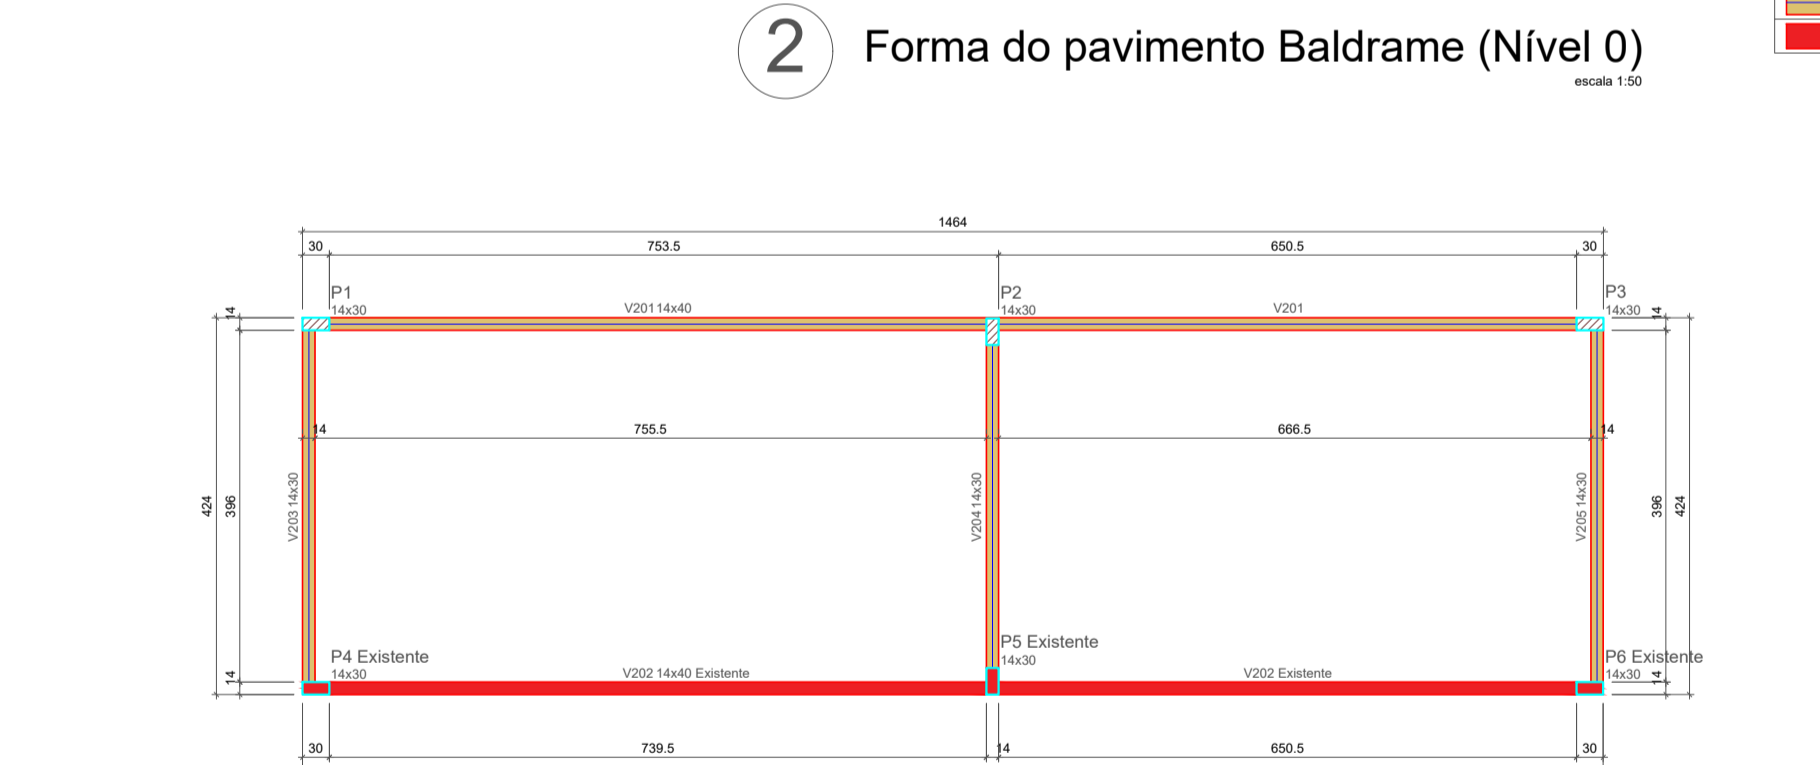 2
Forma do pavimento Baldrame (Nível 0)
escala 1:50
1464
30
753.5
650.5
30
P1
14x30
V201 14x40
P2
14x30
V201
P3
14x30
14
14
424
396
V203 14x30
14
755.5
V204 14x30
666.5
14
V205 14x30
396
424
P4 Existente
14x30
V202 14x40 Existente
P5 Existente
14x30
V202 Existente
P6 Existente
14x30
14
14
30
739.5
14
650.5
30